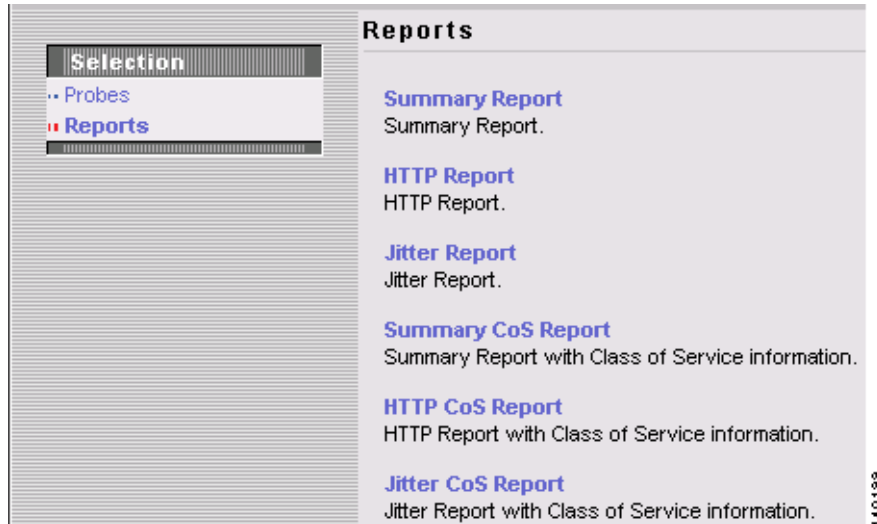 Reports
Selection
Probes
Reports
Summary Report
Summary Report.
HTTP Report
HTTP Report.
Jitter Report
Jitter Report.
Summary CoS Report
Summary Report with Class of Service information.
HTTP CoS Report
HTTP Report with Class of Service information.
Jitter CoS Report
Jitter Report with Class of Service information.